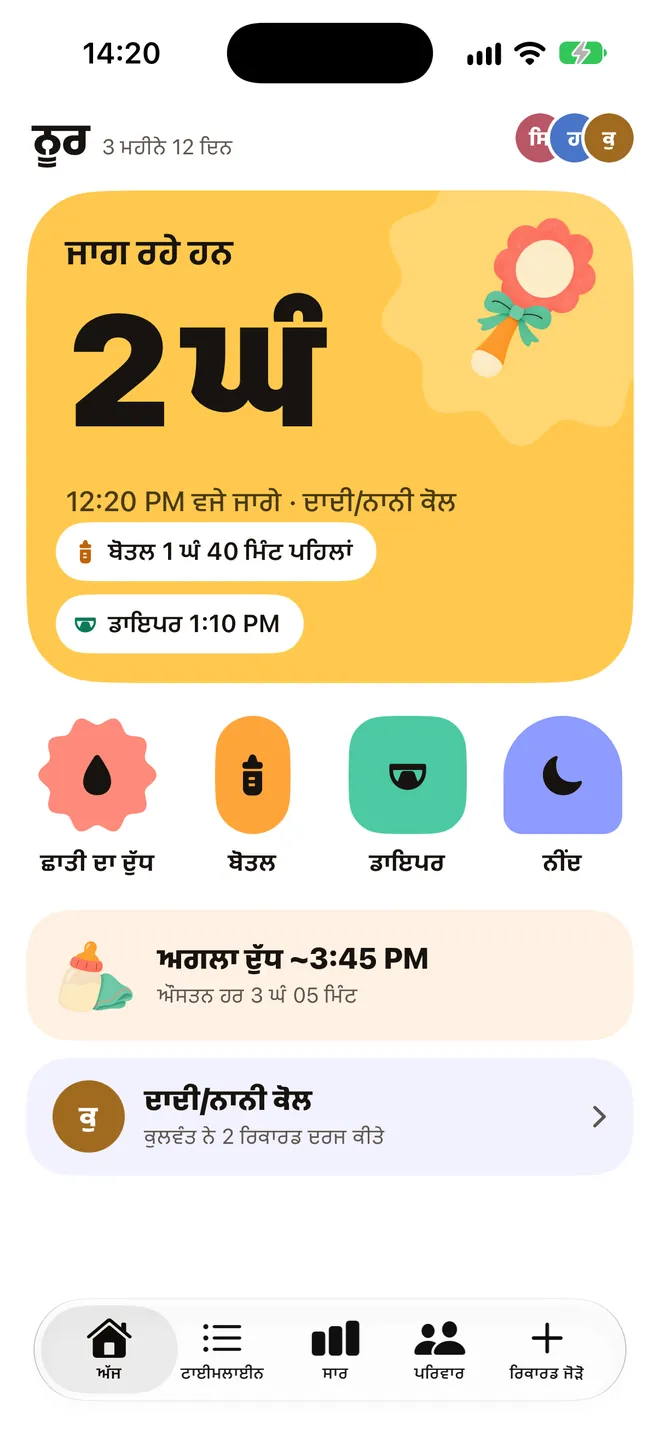 14:20
ਨੂਰ 3 ਮਹੀਨੇ 12 ਦਿਨ
ਸਿ ਹ ਕੁ
ਜਾਗ ਰਹੇ ਹਨ
2 ਘੰ
12:20 PM ਵਜੇ ਜਾਗੇ · ਦਾਦੀ/ਨਾਨੀ ਕੋਲ
ਬੋਤਲ 1 ਘੰ 40 ਮਿੰਟ ਪਹਿਲਾਂ
ਡਾਇਪਰ 1:10 PM
ਛਾਤੀ ਦਾ ਦੁੱਧ ਬੋਤਲ ਡਾਇਪਰ ਨੀਂਦ
ਅਗਲਾ ਦੁੱਧ ~3:45 PM
ਔਸਤਨ ਹਰ 3 ਘੰ 05 ਮਿੰਟ
ਕੁ
ਦਾਦੀ/ਨਾਨੀ ਕੋਲ
ਕੁਲਵੰਤ ਨੇ 2 ਰਿਕਾਰਡ ਦਰਜ ਕੀਤੇ
ਅੱਜ ਟਾਈਮਲਾਈਨ ਸਾਰ ਪਰਿਵਾਰ ਰਿਕਾਰਡ ਜੋੜੋ